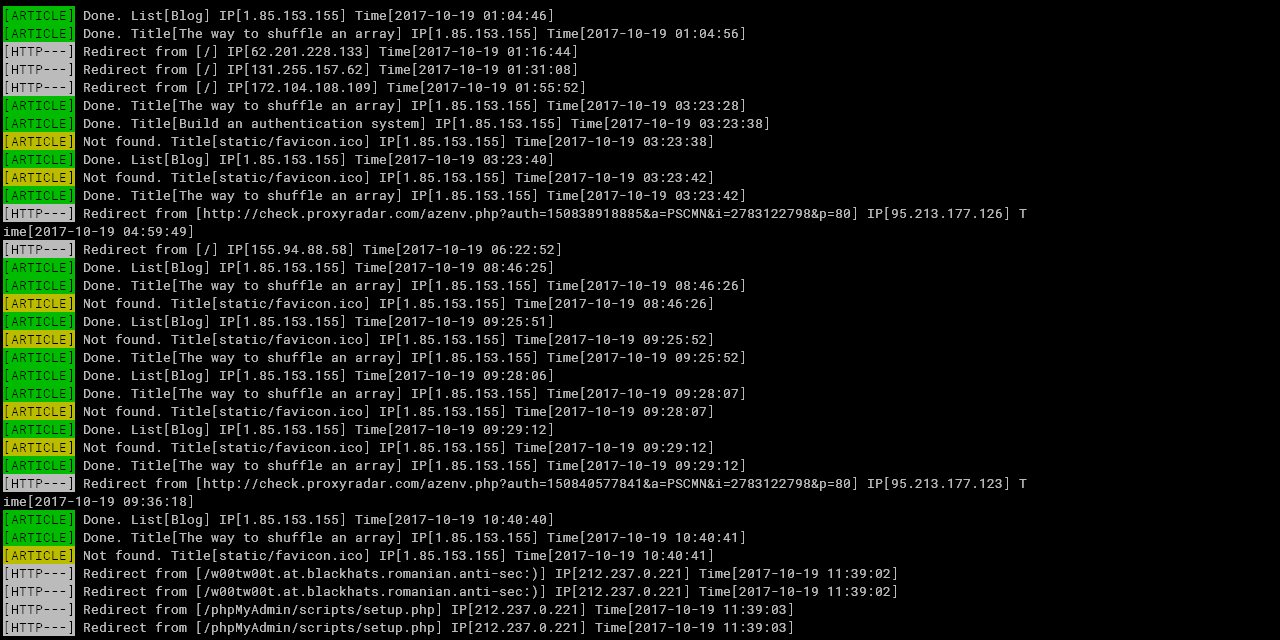 [ARTICLE] Done. List[Blog] IP[1.85.153.155] Time[2017-10-19 01:04:46]
[ARTICLE] Done. Title[The way to shuffle an array] IP[1.85.153.155] Time[2017-10-19 01:04:56]
[HTTP---] Redirect from [/] IP[62.201.228.133] Time[2017-10-19 01:16:44]
[HTTP---] Redirect from [/] IP[131.255.157.62] Time[2017-10-19 01:31:08]
[HTTP---] Redirect from [/] IP[172.104.108.109] Time[2017-10-19 01:55:52]
[ARTICLE] Done. Title[The way to shuffle an array] IP[1.85.153.155] Time[2017-10-19 03:23:28]
[ARTICLE] Done. Title[Build an authentication system] IP[1.85.153.155] Time[2017-10-19 03:23:38]
[ARTICLE] Not found. Title[static/favicon.ico] IP[1.85.153.155] Time[2017-10-19 03:23:38]
[ARTICLE] Done. List[Blog] IP[1.85.153.155] Time[2017-10-19 03:23:40]
[ARTICLE] Not found. Title[static/favicon.ico] IP[1.85.153.155] Time[2017-10-19 03:23:42]
[ARTICLE] Done. Title[The way to shuffle an array] IP[1.85.153.155] Time[2017-10-19 03:23:42]
[HTTP---] Redirect from [http://check.proxyradar.com/azenv.php?auth=150838918885&a=PSCMN&i=2783122798&p=80] IP[95.213.177.126] T
ime[2017-10-19 04:59:49]
[HTTP---] Redirect from [/] IP[155.94.88.58] Time[2017-10-19 06:22:52]
[ARTICLE] Done. List[Blog] IP[1.85.153.155] Time[2017-10-19 08:46:25]
[ARTICLE] Done. Title[The way to shuffle an array] IP[1.85.153.155] Time[2017-10-19 08:46:26]
[ARTICLE] Not found. Title[static/favicon.ico] IP[1.85.153.155] Time[2017-10-19 08:46:26]
[ARTICLE] Done. List[Blog] IP[1.85.153.155] Time[2017-10-19 09:25:51]
[ARTICLE] Not found. Title[static/favicon.ico] IP[1.85.153.155] Time[2017-10-19 09:25:52]
[ARTICLE] Done. Title[The way to shuffle an array] IP[1.85.153.155] Time[2017-10-19 09:25:52]
[ARTICLE] Done. List[Blog] IP[1.85.153.155] Time[2017-10-19 09:28:06]
[ARTICLE] Done. Title[The way to shuffle an array] IP[1.85.153.155] Time[2017-10-19 09:28:07]
[ARTICLE] Not found. Title[static/favicon.ico] IP[1.85.153.155] Time[2017-10-19 09:28:07]
[ARTICLE] Done. List[Blog] IP[1.85.153.155] Time[2017-10-19 09:29:12]
[ARTICLE] Not found. Title[static/favicon.ico] IP[1.85.153.155] Time[2017-10-19 09:29:12]
[ARTICLE] Done. Title[The way to shuffle an array] IP[1.85.153.155] Time[2017-10-19 09:29:12]
[HTTP---] Redirect from [http://check.proxyradar.com/azenv.php?auth=150840577841&a=PSCMN&i=2783122798&p=80] IP[95.213.177.123] T
ime[2017-10-19 09:36:18]
[ARTICLE] Done. List[Blog] IP[1.85.153.155] Time[2017-10-19 10:40:40]
[ARTICLE] Done. Title[The way to shuffle an array] IP[1.85.153.155] Time[2017-10-19 10:40:41]
[ARTICLE] Not found. Title[static/favicon.ico] IP[1.85.153.155] Time[2017-10-19 10:40:41]
[HTTP---] Redirect from [/w00tw00t.at.blackhats.romanian.anti-sec:)] IP[212.237.0.221] Time[2017-10-19 11:39:02]
[HTTP---] Redirect from [/w00tw00t.at.blackhats.romanian.anti-sec:)] IP[212.237.0.221] Time[2017-10-19 11:39:02]
[HTTP---] Redirect from [/phpMyAdmin/scripts/setup.php] IP[212.237.0.221] Time[2017-10-19 11:39:03]
[HTTP---] Redirect from [/phpMyAdmin/scripts/setup.php] IP[212.237.0.221] Time[2017-10-19 11:39:03]